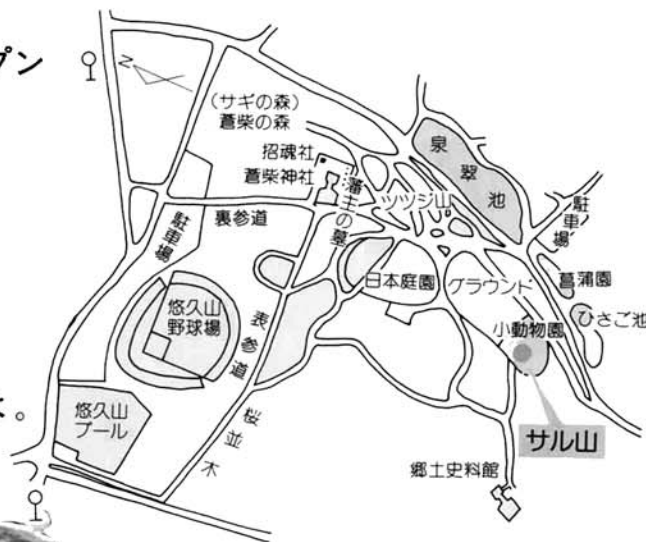 プン
N
（サギの森）
蒼柴の森
招魂社
蒼柴神社
藩主の墓
ツツジ山
泉翠池
駐車場
菖蒲園
ひさご池
裏参道
駐車場
悠久山
野球場
表参道
日本庭園
グラウンド
小動物園
サル山
よ。
悠久山
プール
桜並木
郷土史料館